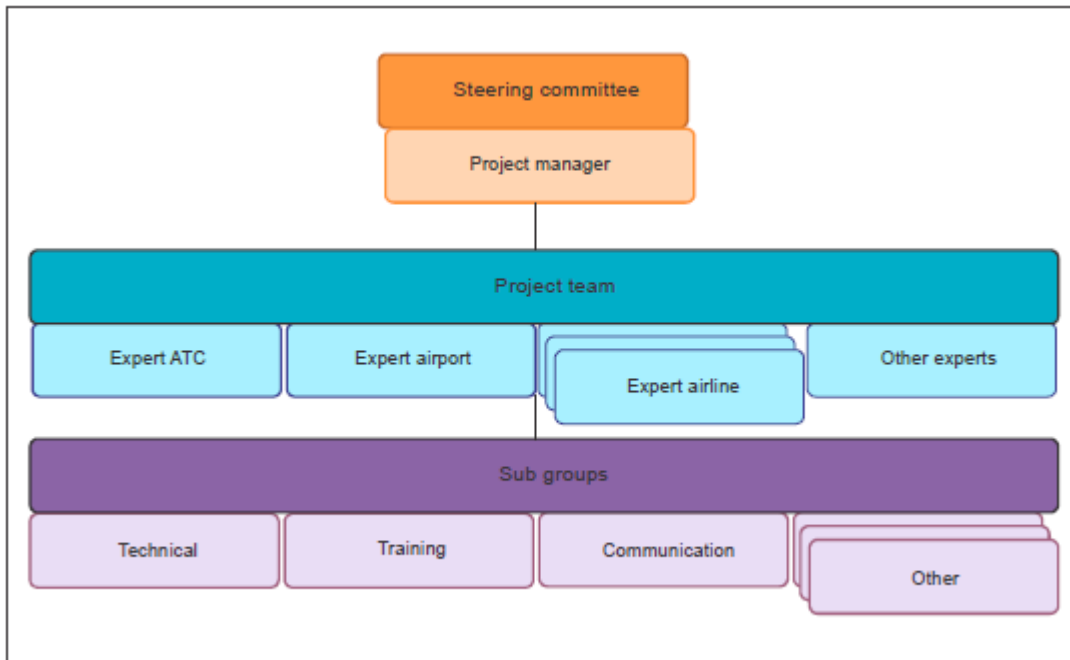 Steering committee
Project manager
Project team
Expert ATC
Expert airport
Expert airline
Other experts
Sub groups
Technical
Training
Communication
Other